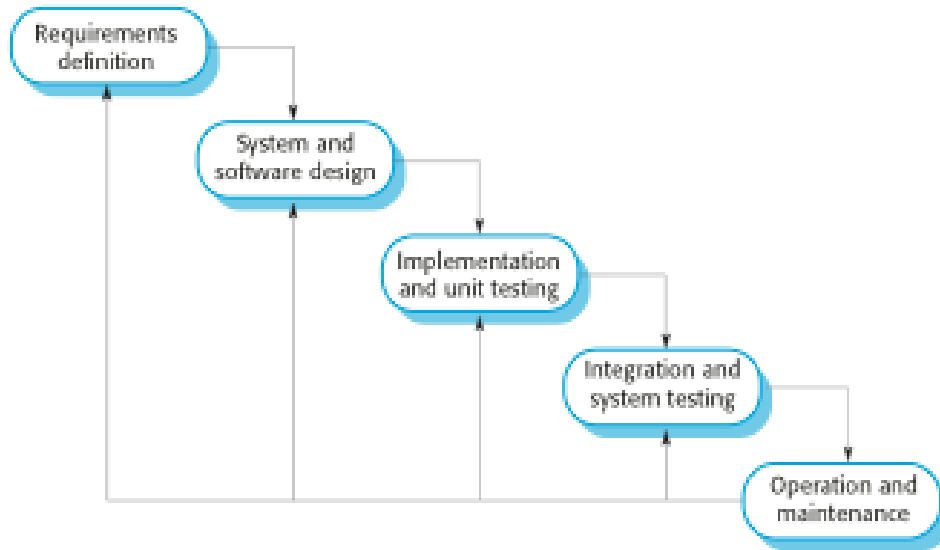 Requirements
definition
System and
software design
Implementation
and unit testing
Integration and
system testing
Operation and
maintenance